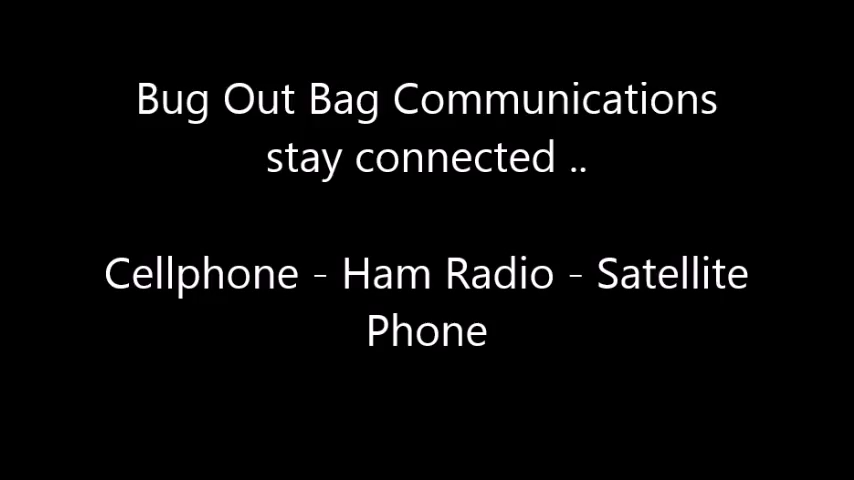 Bug Out Bag Communications
stay connected ..
Cellphone - Ham Radio - Satellite
Phone